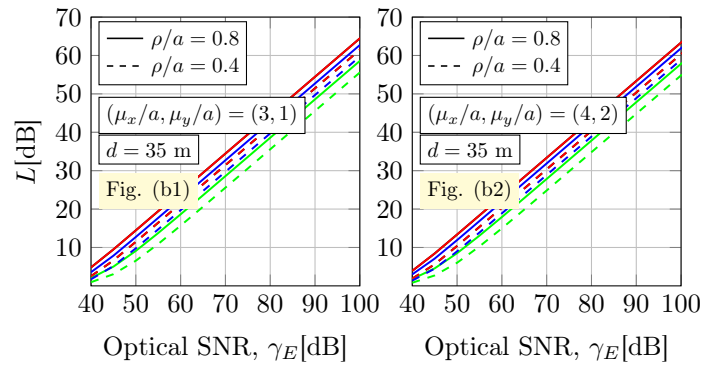 70
60
50
40
30
20
10
L[dB]
ρ/a = 0.8
ρ/a = 0.4
(μx/a, μy/a) = (3, 1)
d = 35 m
Fig. (b1)
40 50 60 70 80 90 100
Optical SNR, γE[dB]
70
60
50
40
30
20
10
ρ/a = 0.8
ρ/a = 0.4
(μx/a, μy/a) = (4, 2)
d = 35 m
Fig. (b2)
40 50 60 70 80 90 100
Optical SNR, γE[dB]